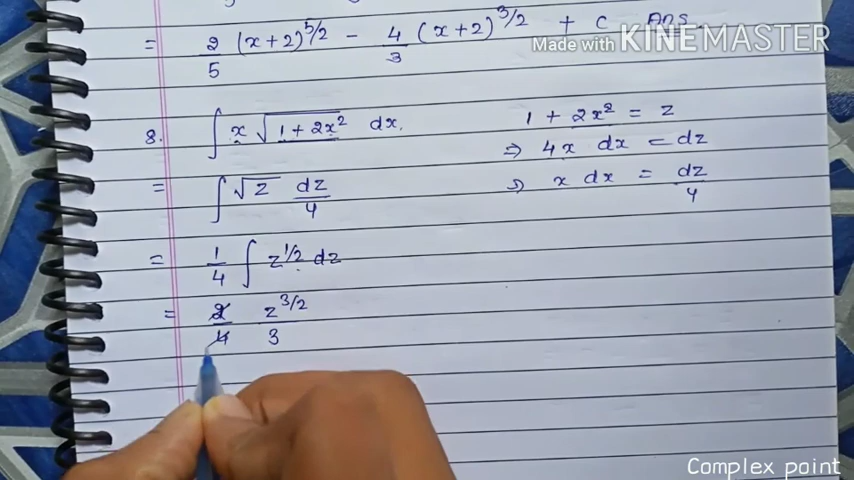 = 2/5 (x+2)^5/2 - 4/3 (x+2)^3/2 + c Ans
Made with KINEMASTER
8. ∫ x √(1 + 2x²) dx. 1 + 2x² = z
⇒ 4x dx = dz
= ∫ √z dz/4 ⇒ x dx = dz/4
= 1/4 ∫ z^1/2 dz
= 2/4 z^3/2 / 3
Complex point